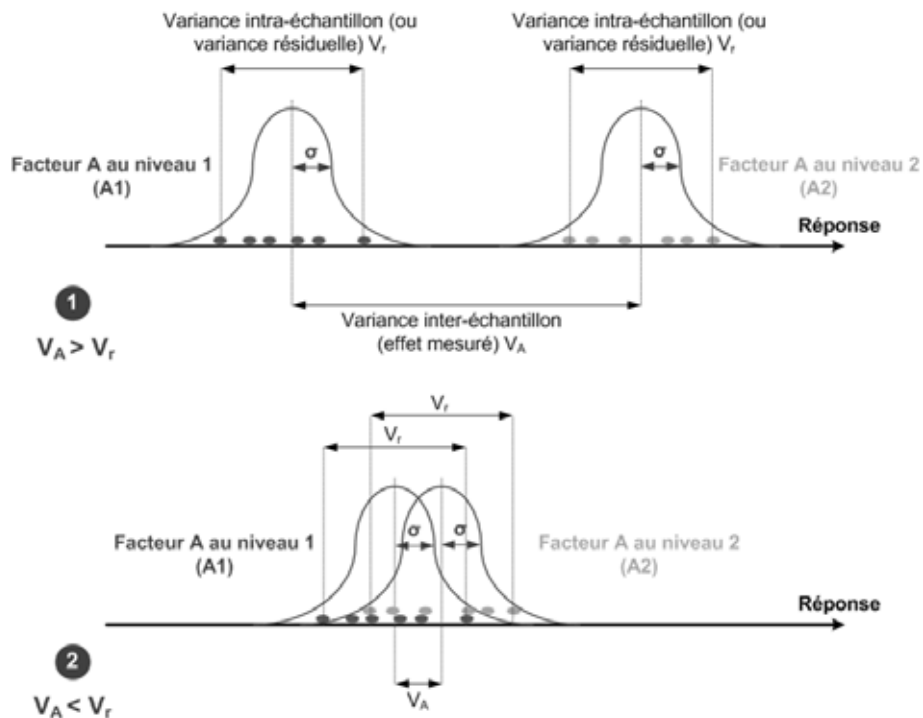 Variance intra-échantillon (ou
variance résiduelle) Vr
Variance intra-échantillon (ou
variance résiduelle) Vr
Facteur A au niveau 1
(A1)
σ
σ
Facteur A au niveau 2
(A2)
Réponse
1
VA > Vr
Variance inter-échantillon
(effet mesuré) VA
Vr
Vr
Facteur A au niveau 1
(A1)
σ
σ
Facteur A au niveau 2
(A2)
Réponse
2
VA < Vr
VA